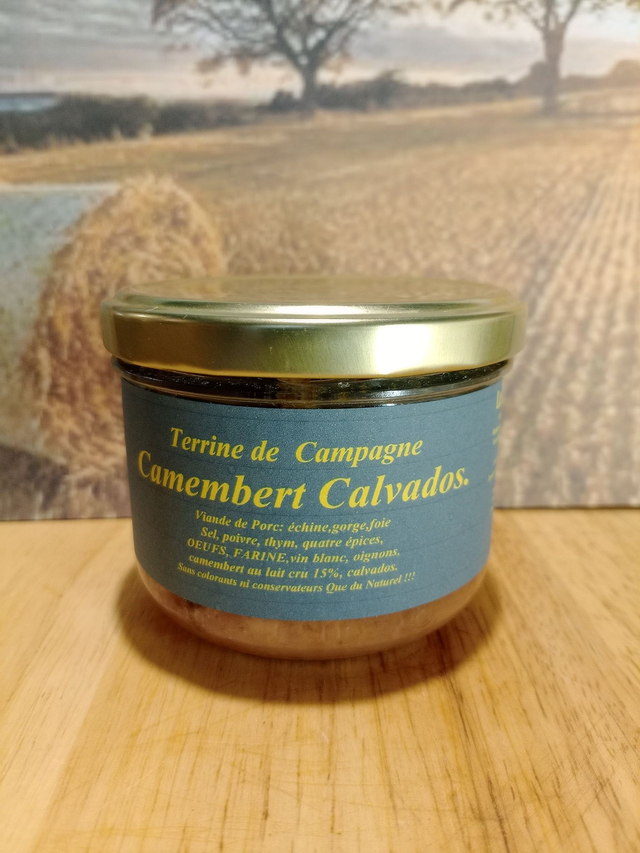 Terrine de Campagne
Camembert Calvados.
Viande de Porc: échine,gorge,foie
Sel, poivre, thym, quatre épices,
OEUFS, FARINE,vin blanc, oignons,
camembert au lait cru 15%, calvados.
Sans colorants ni conservateurs Que du Naturel !!!